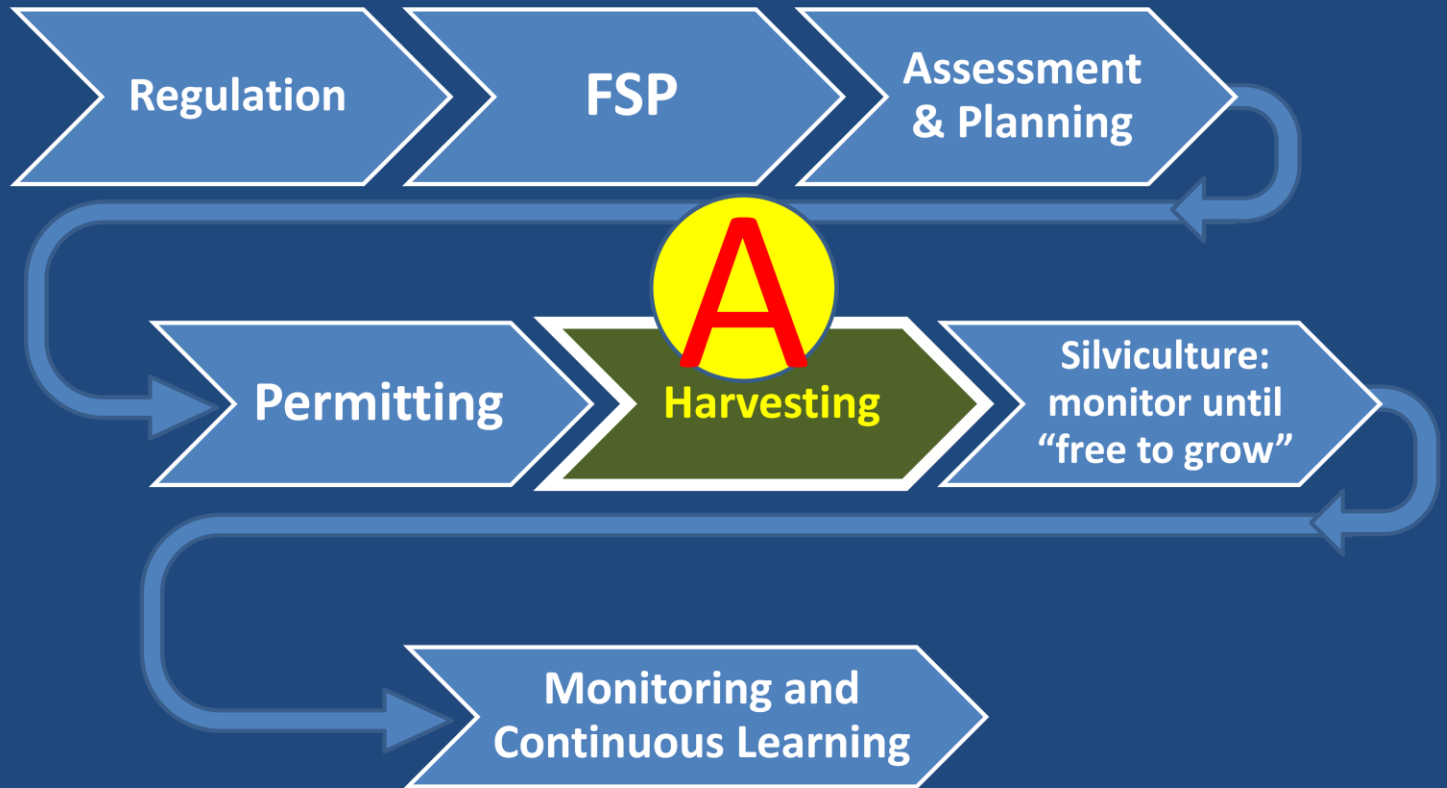 Regulation
FSP
Assessment
& Planning
A
Permitting
Harvesting
Silviculture:
monitor until
“free to grow”
Monitoring and
Continuous Learning